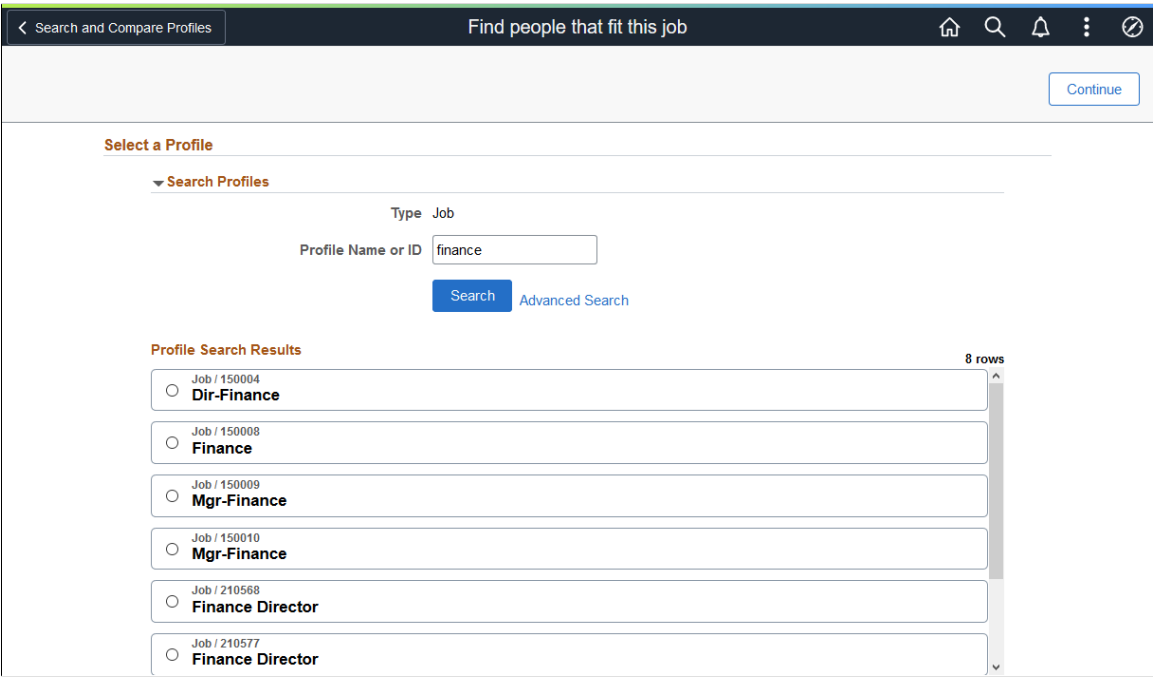 Search and Compare Profiles
Find people that fit this job
Continue
Select a Profile
Search Profiles
Type Job
Profile Name or ID finance
Search Advanced Search
Profile Search Results
8 rows
Job / 150004
Dir-Finance
Job / 150008
Finance
Job / 150009
Mgr-Finance
Job / 150010
Mgr-Finance
Job / 210568
Finance Director
Job / 210577
Finance Director